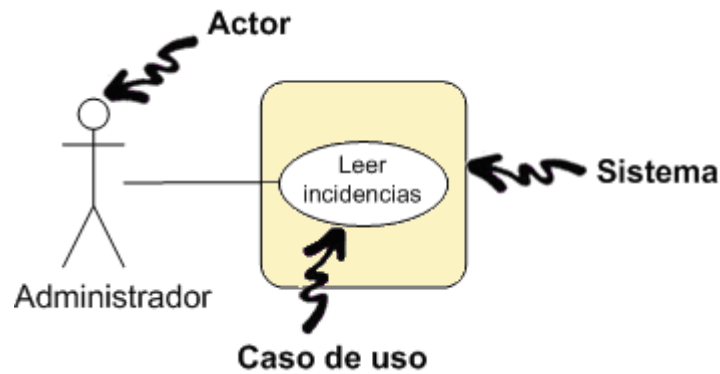 Actor
Leer
incidencias
Sistema
Administrador
Caso de uso